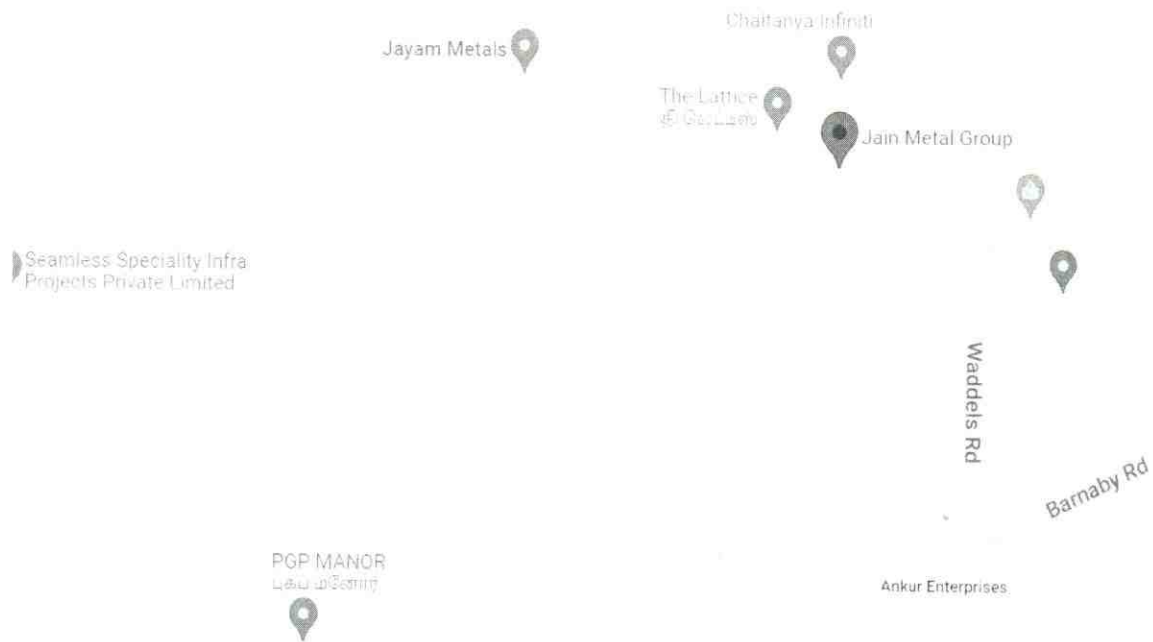 Chaitanya Infiniti
Jayam Metals
The Lattice
தி லெட்டீஸ்
Jain Metal Group
Seamless Speciality Infra
Projects Private Limited
Waddels Rd
Barnaby Rd
PGP MANOR
Ankur Enterprises